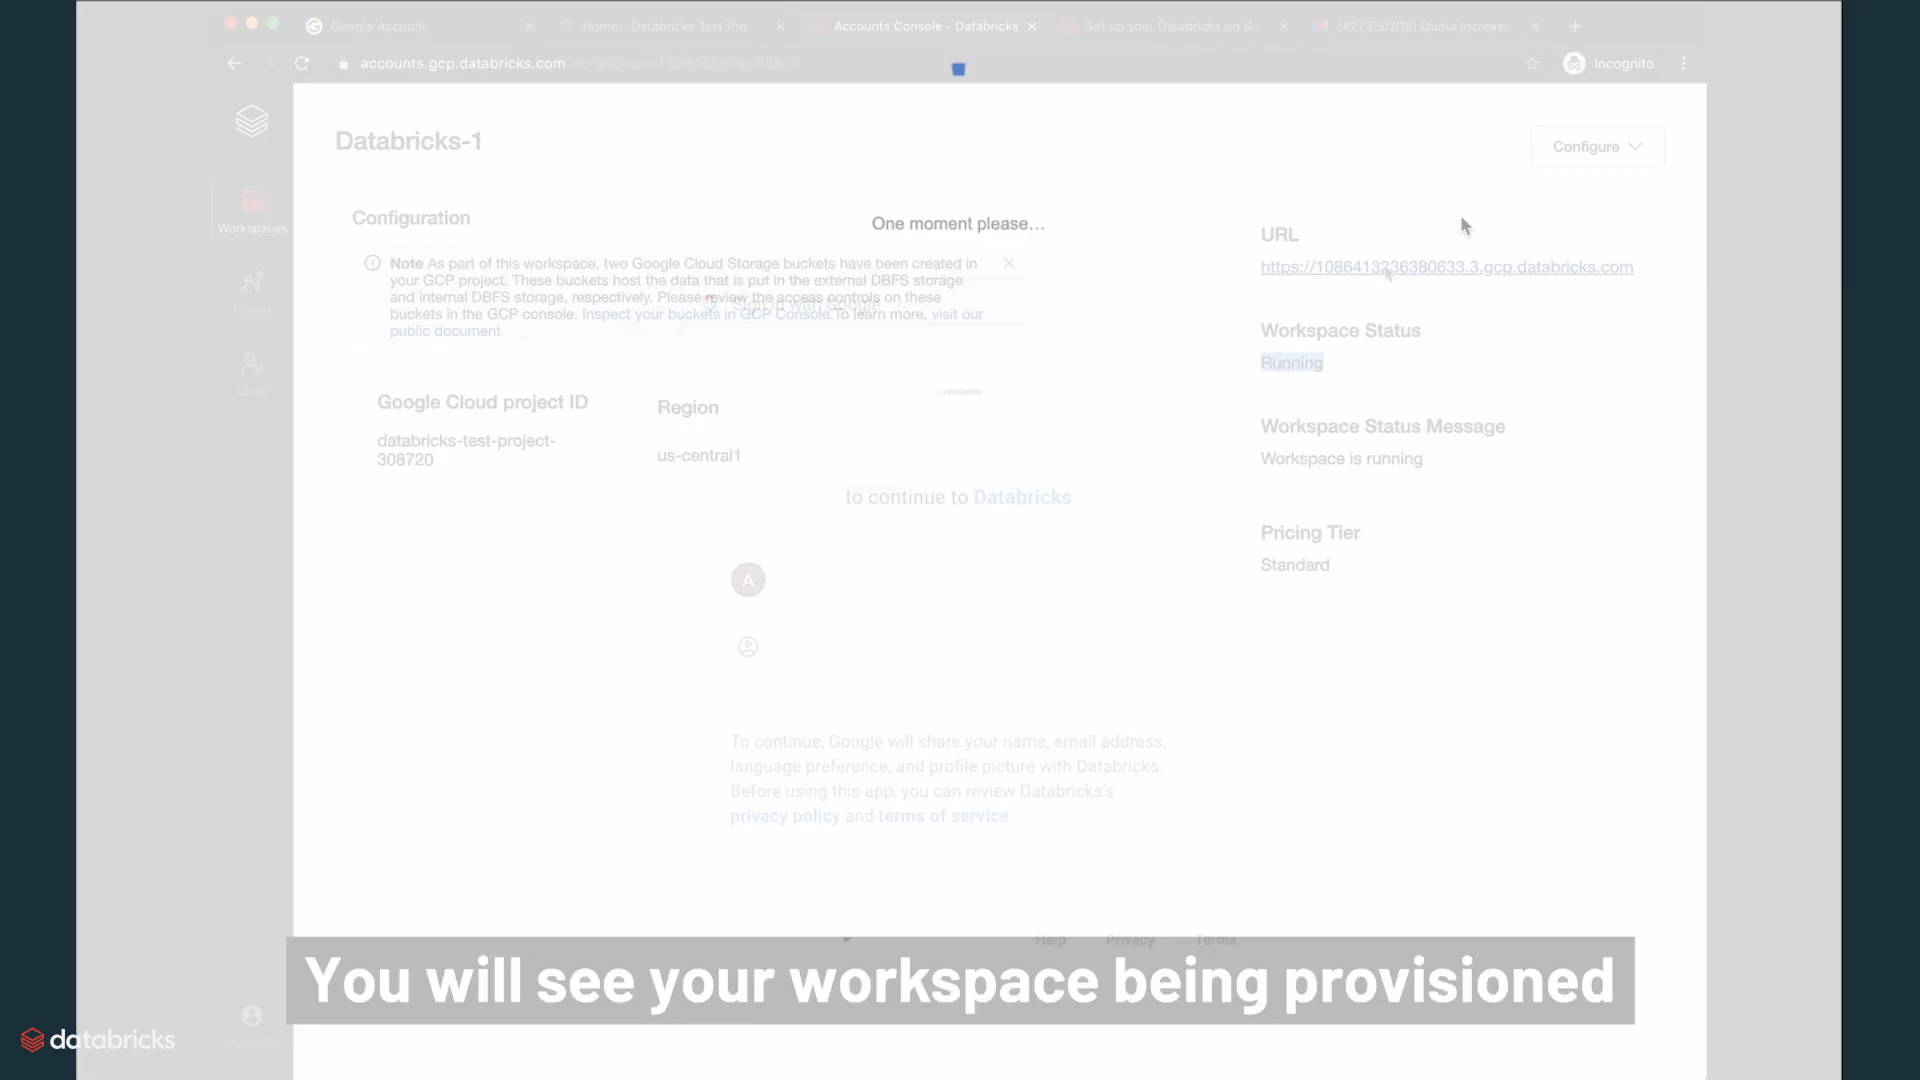 Google Account
Home - Databricks Test Pro
Accounts Console - Databricks
Set up your Databricks on G
[#27350208] Quota Increase
accounts.gcp.databricks.com
Incognito
Databricks-1
Configure
Workspaces
Configuration
One moment please...
URL
Note As part of this workspace, two Google Cloud Storage buckets have been created in
your GCP project. These buckets host the data that is put in the external DBFS storage
and internal DBFS storage, respectively. Please review the access controls on these
buckets in the GCP console. Inspect your buckets in GCP Console.To learn more, visit our
public document
Sign in with Google
https://1086413236380633.3.gcp.databricks.com
Workspace Status
Running
Users
databricks
Google Cloud project ID
databricks-test-project-
308720
Region
us-central1
Workspace Status Message
Workspace is running
to continue to Databricks
Pricing Tier
Standard
A
To continue, Google will share your name, email address,
language preference, and profile picture with Databricks.
Before using this app, you can review Databricks's
privacy policy and terms of service.
Help
Privacy
Terms
You will see your workspace being provisioned
databricks